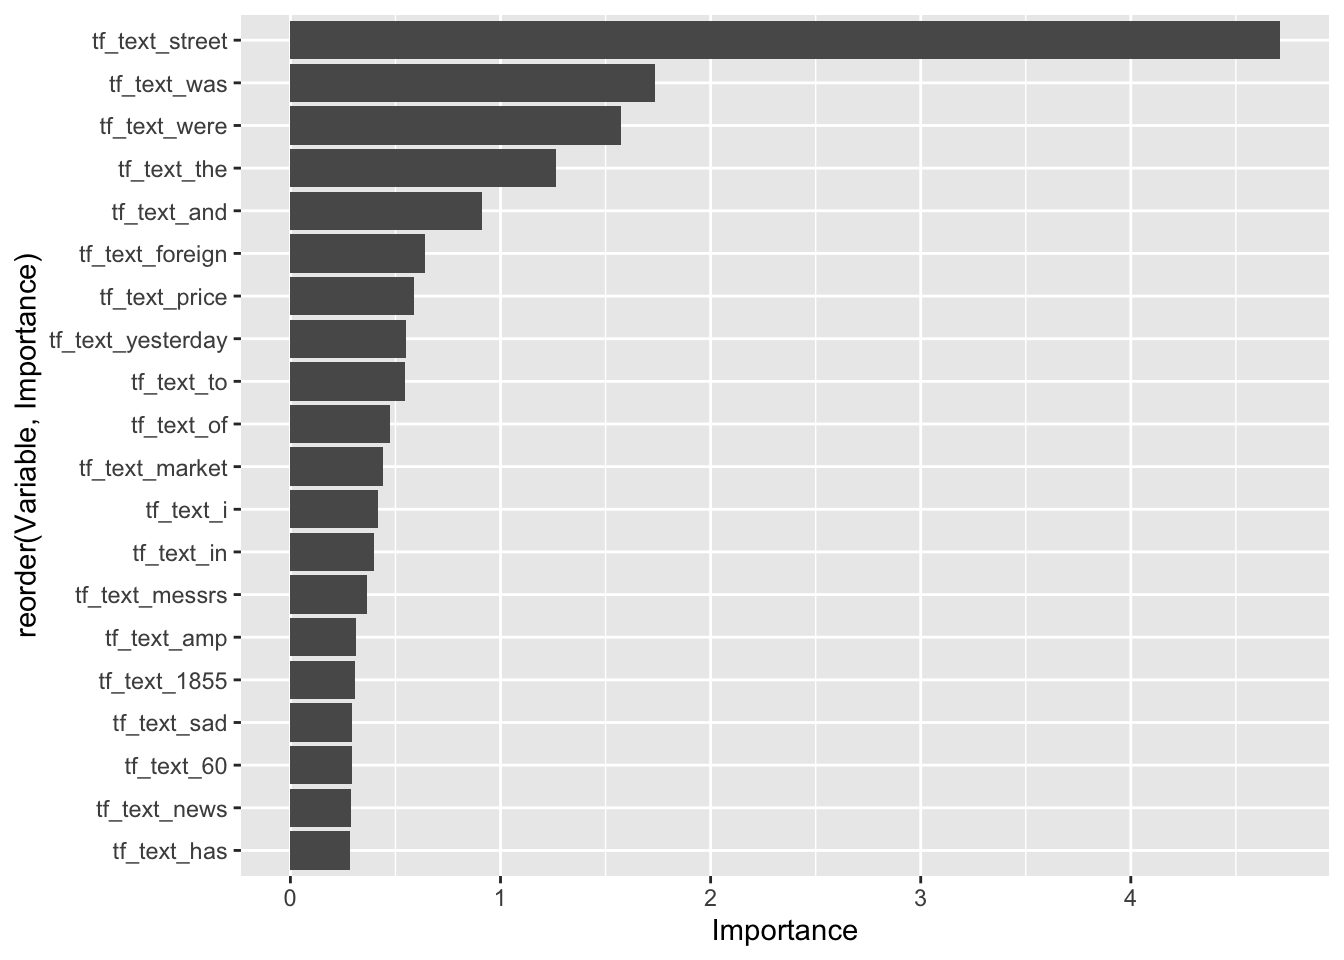 tf_text_street
tf_text_was
tf_text_were
tf_text_the
tf_text_and
tf_text_foreign
tf_text_price
tf_text_yesterday
tf_text_to
tf_text_of
tf_text_market
tf_text_i
tf_text_in
tf_text_messrs
tf_text_amp
tf_text_1855
tf_text_sad
tf_text_60
tf_text_news
tf_text_has
reorder(Variable, Importance)
0 1 2 3 4
Importance